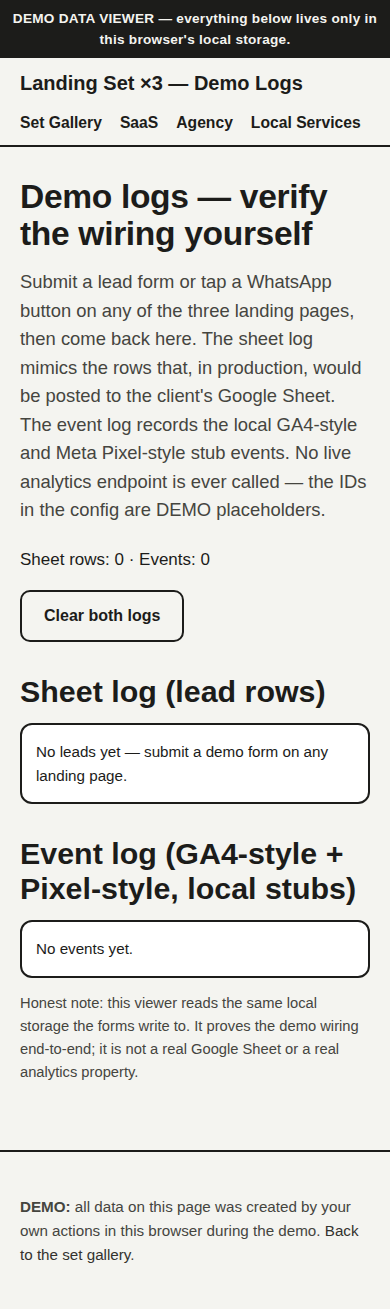 DEMO DATA VIEWER — everything below lives only in
this browser's local storage.
Landing Set ×3 — Demo Logs
Set Gallery SaaS Agency Local Services
Demo logs — verify
the wiring yourself
Submit a lead form or tap a WhatsApp
button on any of the three landing pages,
then come back here. The sheet log
mimics the rows that, in production, would
be posted to the client's Google Sheet.
The event log records the local GA4-style
and Meta Pixel-style stub events. No live
analytics endpoint is ever called — the IDs
in the config are DEMO placeholders.
Sheet rows: 0 · Events: 0
Clear both logs
Sheet log (lead rows)
No leads yet — submit a demo form on any
landing page.
Event log (GA4-style +
Pixel-style, local stubs)
No events yet.
Honest note: this viewer reads the same local
storage the forms write to. It proves the demo wiring
end-to-end; it is not a real Google Sheet or a real
analytics property.
DEMO: all data on this page was created by your
own actions in this browser during the demo. Back
to the set gallery.